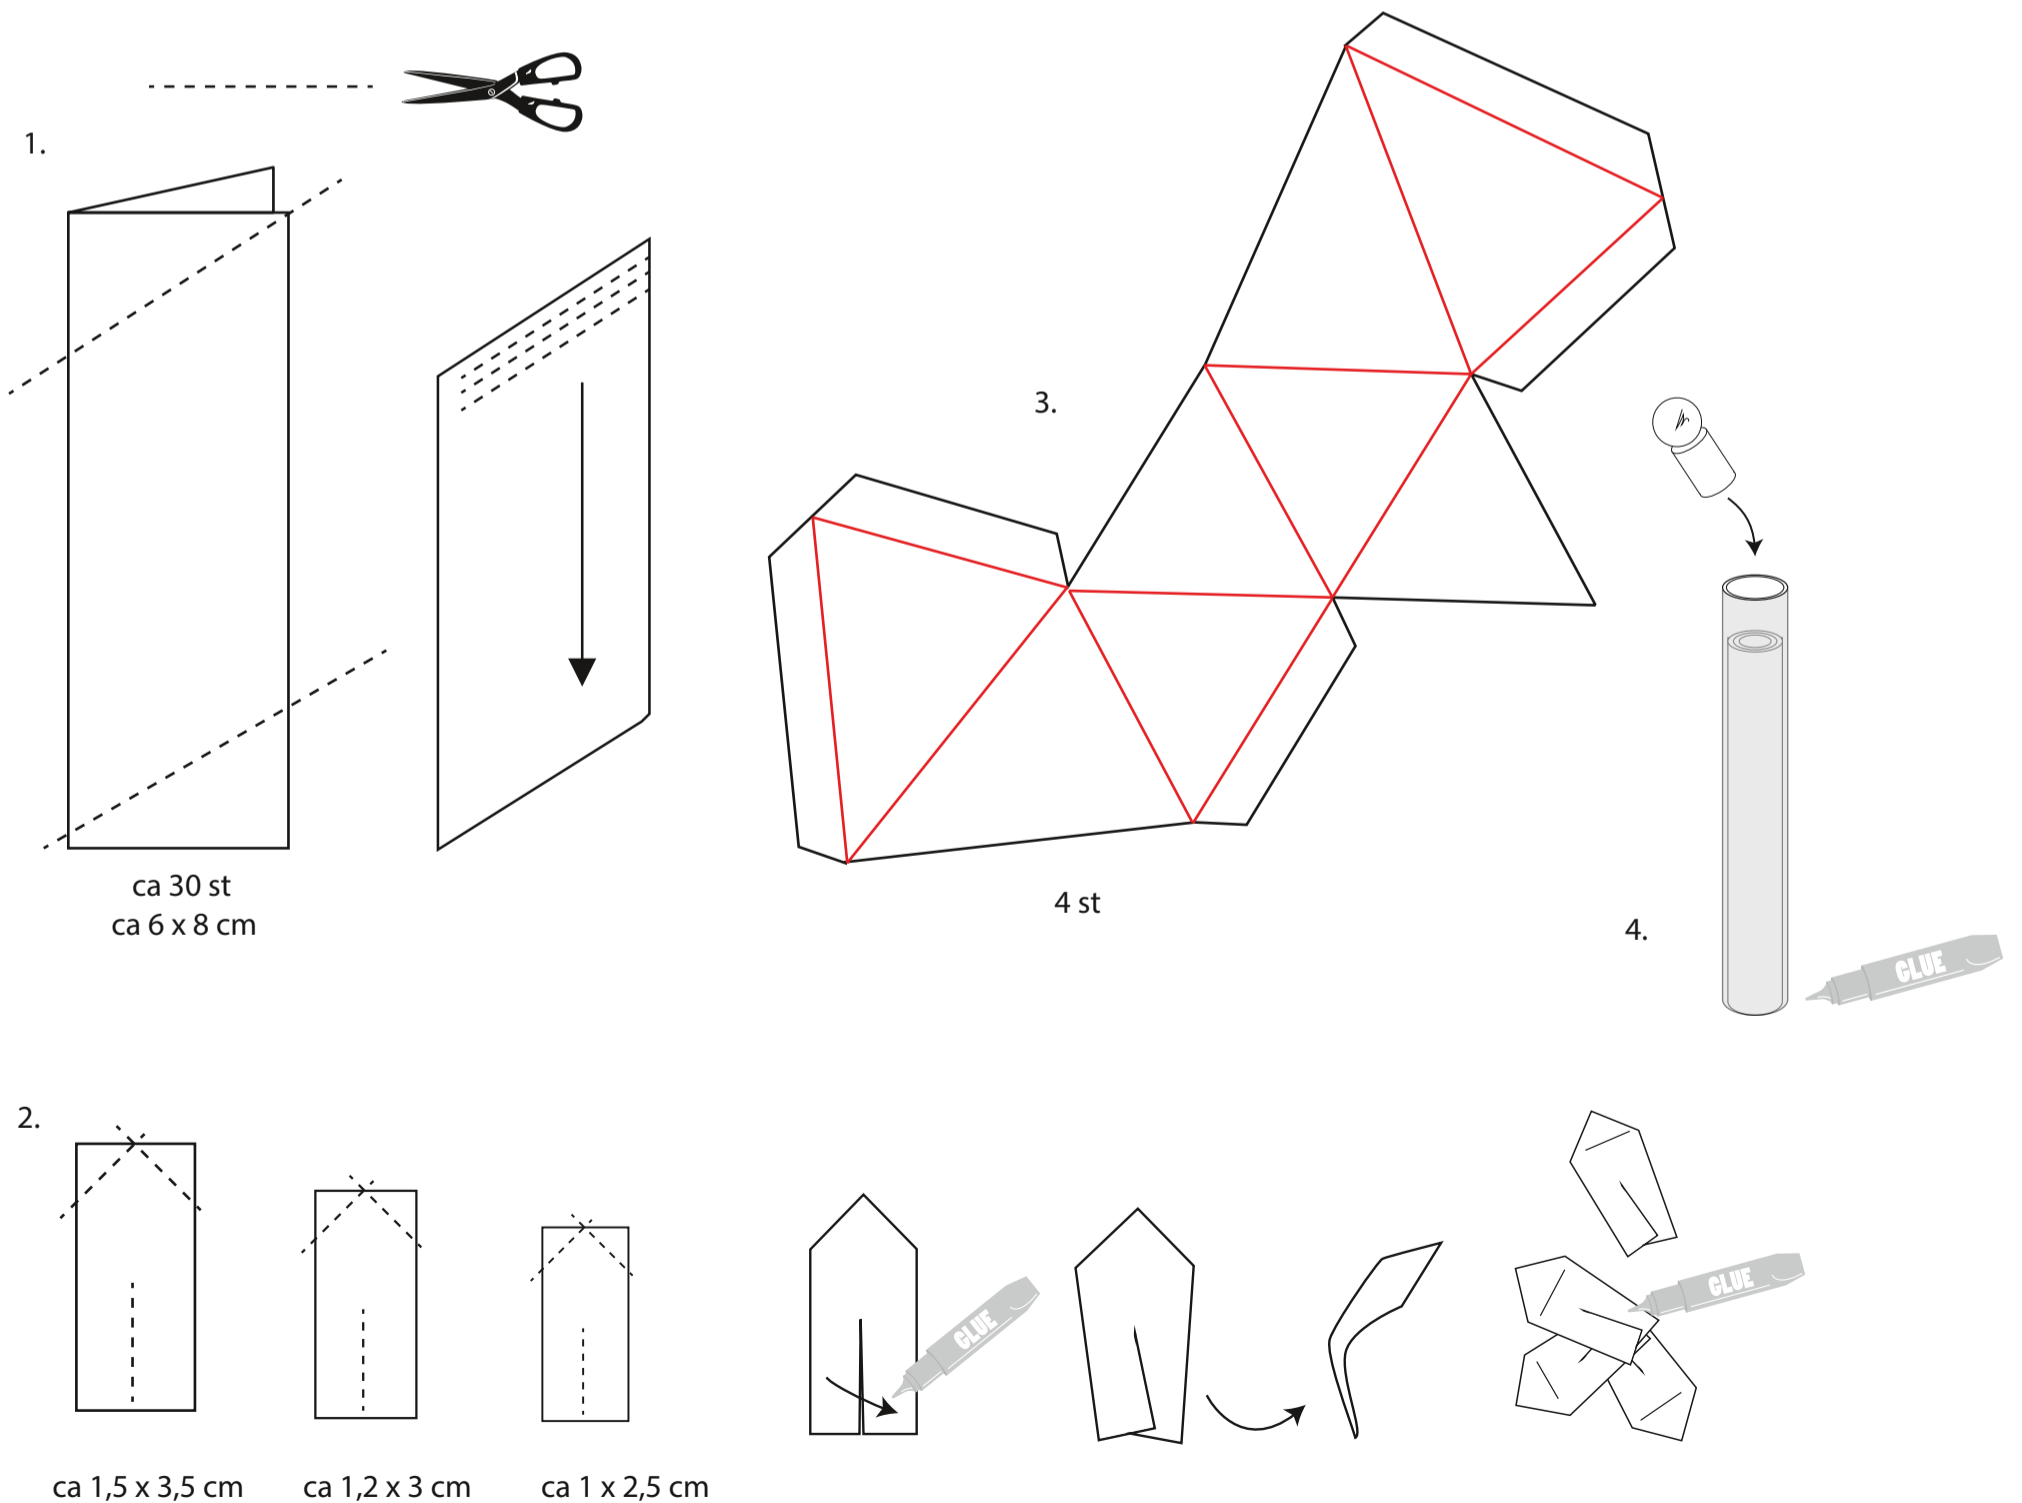 1.
ca 30 st
ca 6 x 8 cm
3.
4 st
4.
GLUE
2.
ca 1,5 x 3,5 cm
ca 1,2 x 3 cm
ca 1 x 2,5 cm
GLUE
GLUE